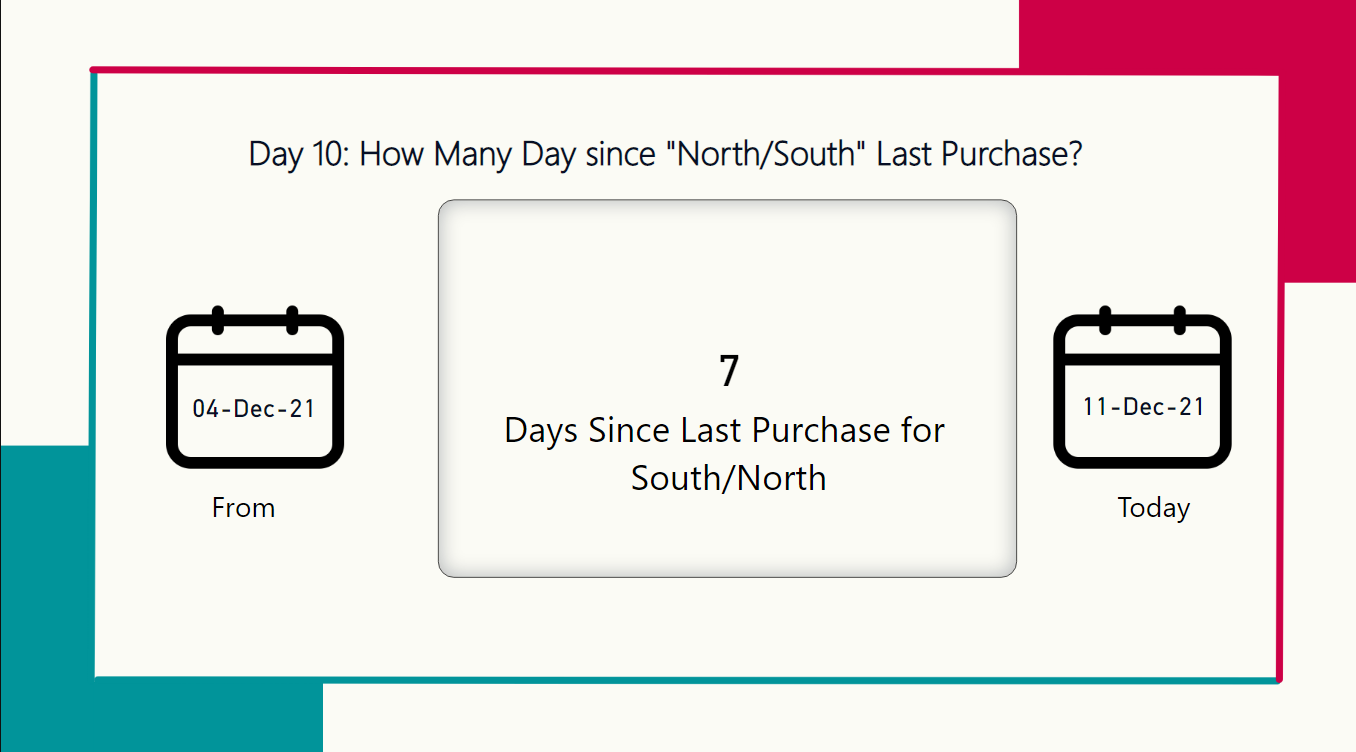 Day 10: How Many Day since "North/South" Last Purchase?
04-Dec-21
From
7
Days Since Last Purchase for
South/North
11-Dec-21
Today